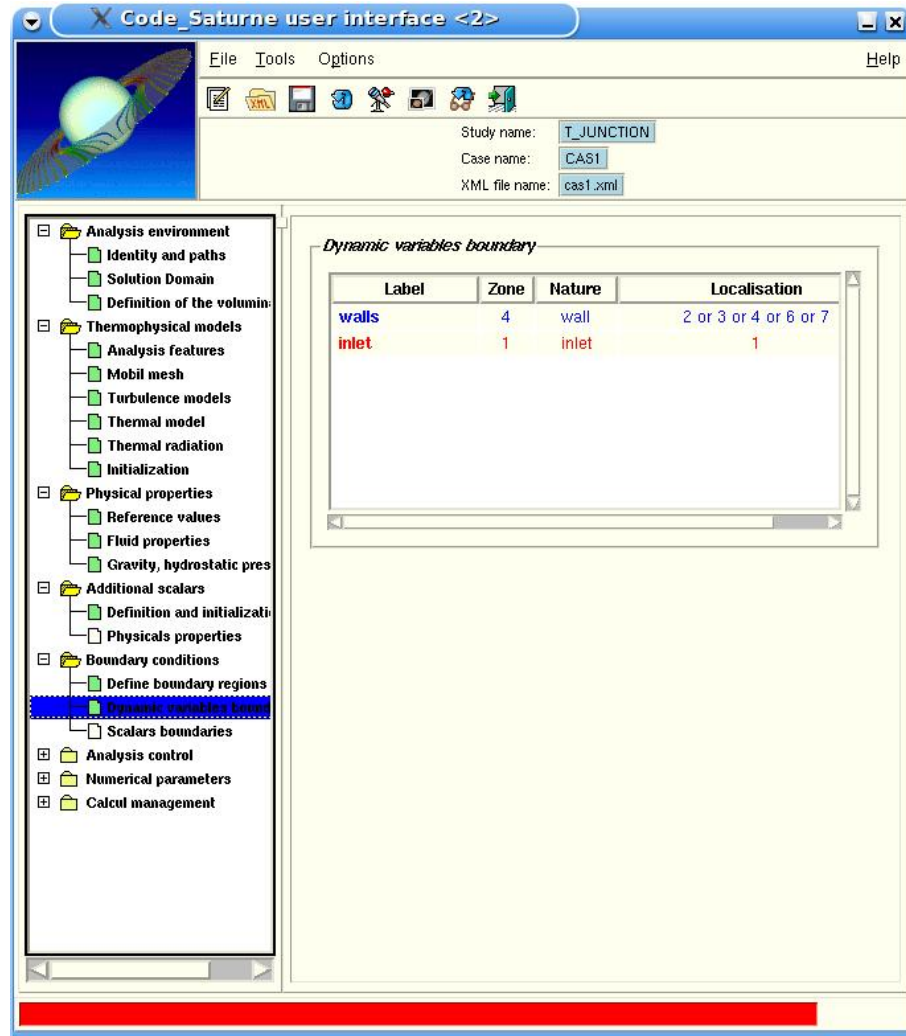 Code_Saturne user interface <2>
File Tools Options Help
XML
Study name: T_JUNCTION
Case name: CAS1
XML file name: cas1.xml
Analysis environment
Identity and paths
Solution Domain
Definition of the volumin
Thermophysical models
Analysis features
Mobil mesh
Turbulence models
Thermal model
Thermal radiation
Initialization
Physical properties
Reference values
Fluid properties
Gravity, hydrostatic pres
Additional scalars
Definition and initializati
Physicals properties
Boundary conditions
Define boundary regions
Dynamic variables bound
Scalars boundaries
Analysis control
Numerical parameters
Calcul management
Dynamic variables boundary
Label Zone Nature Localisation
walls 4 wall 2 or 3 or 4 or 6 or 7
inlet 1 inlet 1